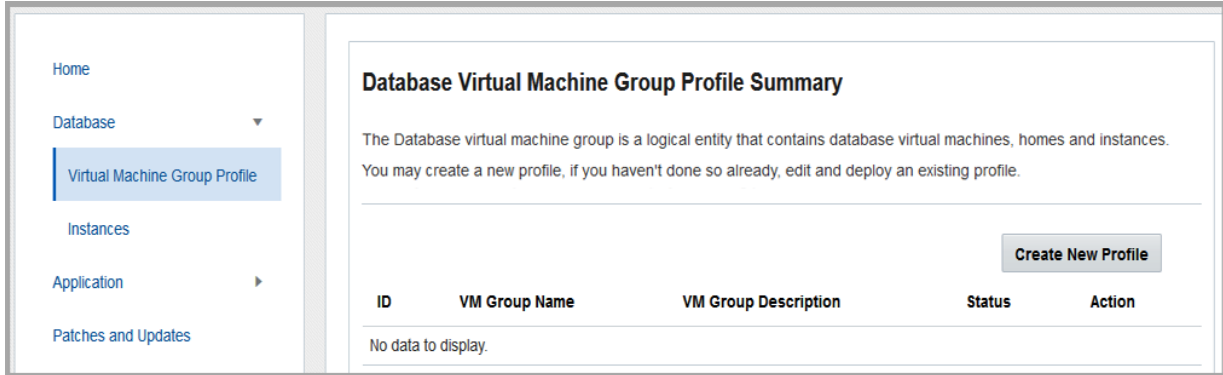 Home
Database
Virtual Machine Group Profile
Instances
Application
Patches and Updates
Database Virtual Machine Group Profile Summary
The Database virtual machine group is a logical entity that contains database virtual machines, homes and instances.
You may create a new profile, if you haven't done so already, edit and deploy an existing profile.
Create New Profile
ID VM Group Name VM Group Description Status Action
No data to display.